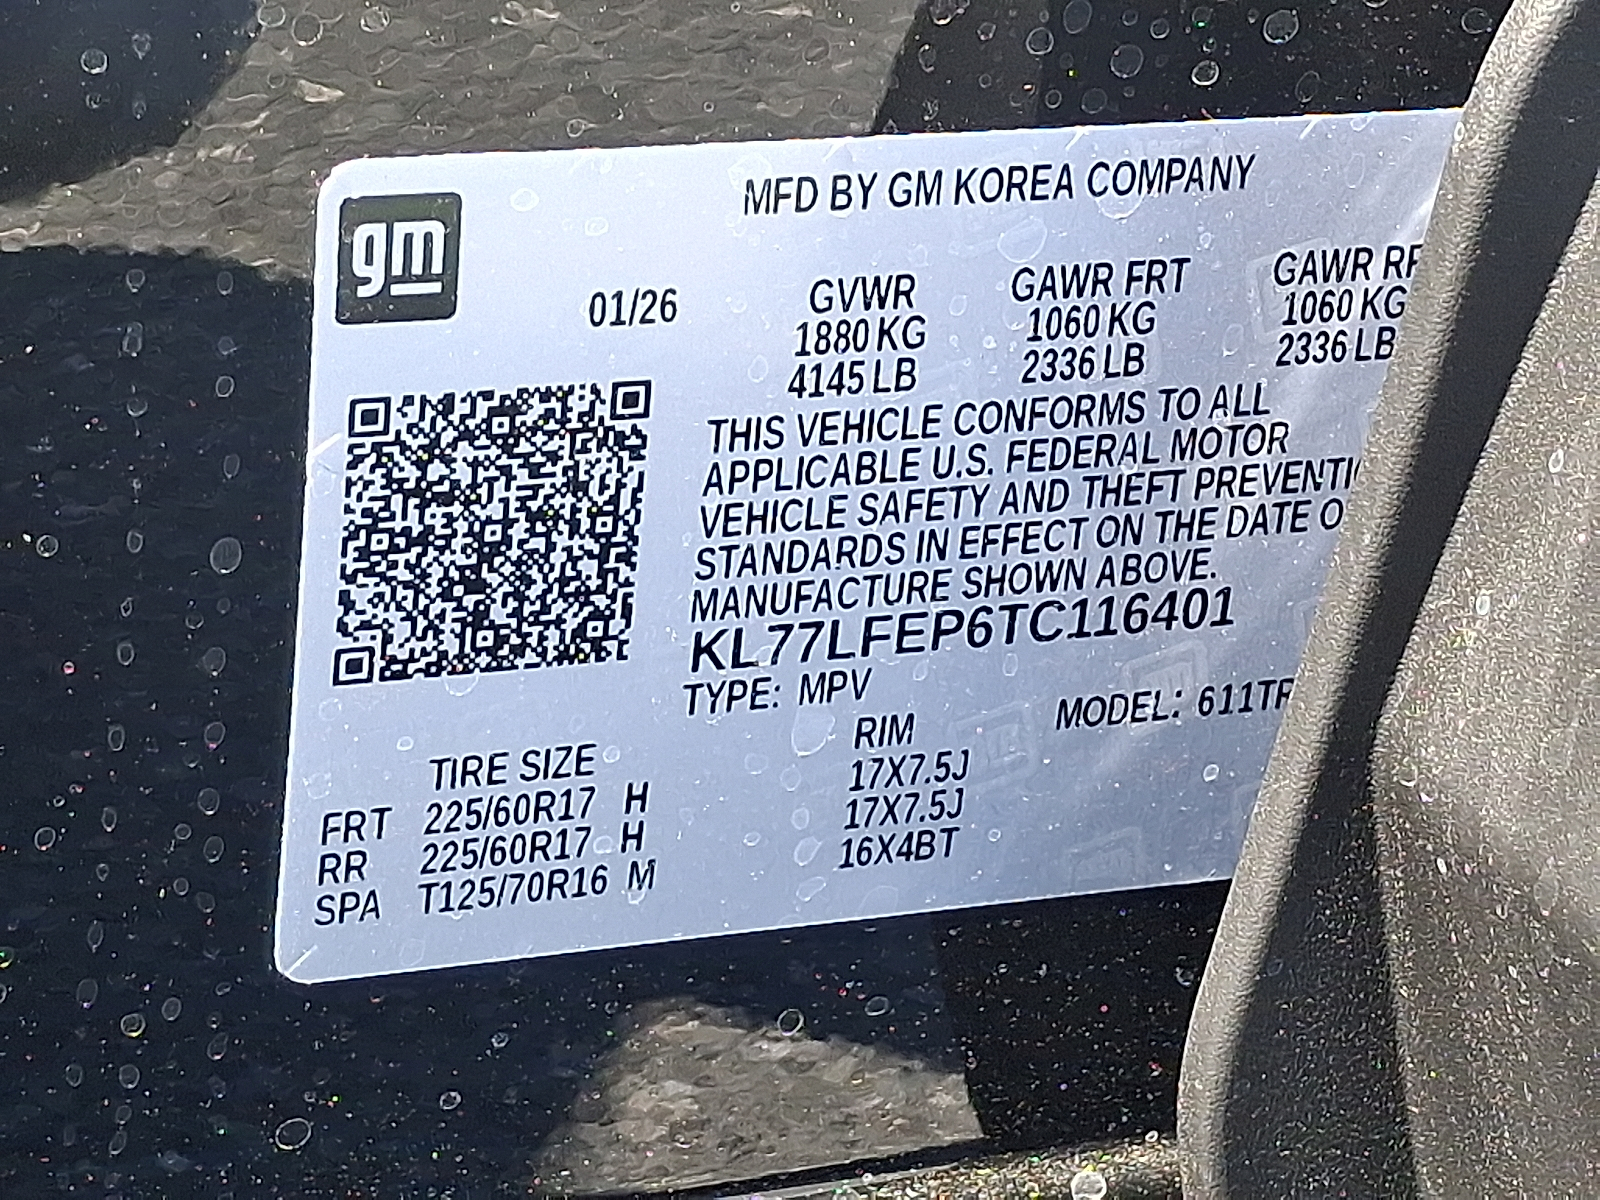 gm
MFD BY GM KOREA COMPANY
01/26
GVWR GAWR FRT GAWR
1880 KG 1060 KG 1060 KG
4145 LB 2336 LB 2336 LB
THIS VEHICLE CONFORMS TO ALL
APPLICABLE U.S. FEDERAL MOTOR
VEHICLE SAFETY AND THEFT
STANDARDS IN EFFECT ON THE DATE
MANUFACTURE SHOWN ABOVE.
KL77LFEP6TC116401
TYPE: MPV MODEL:
TIRE SIZE RIM
FRT 225/60R17 H 17X7.5J
RR 225/60R17 H 17X7.5J
SPA T125/70R16 M 16X4BT